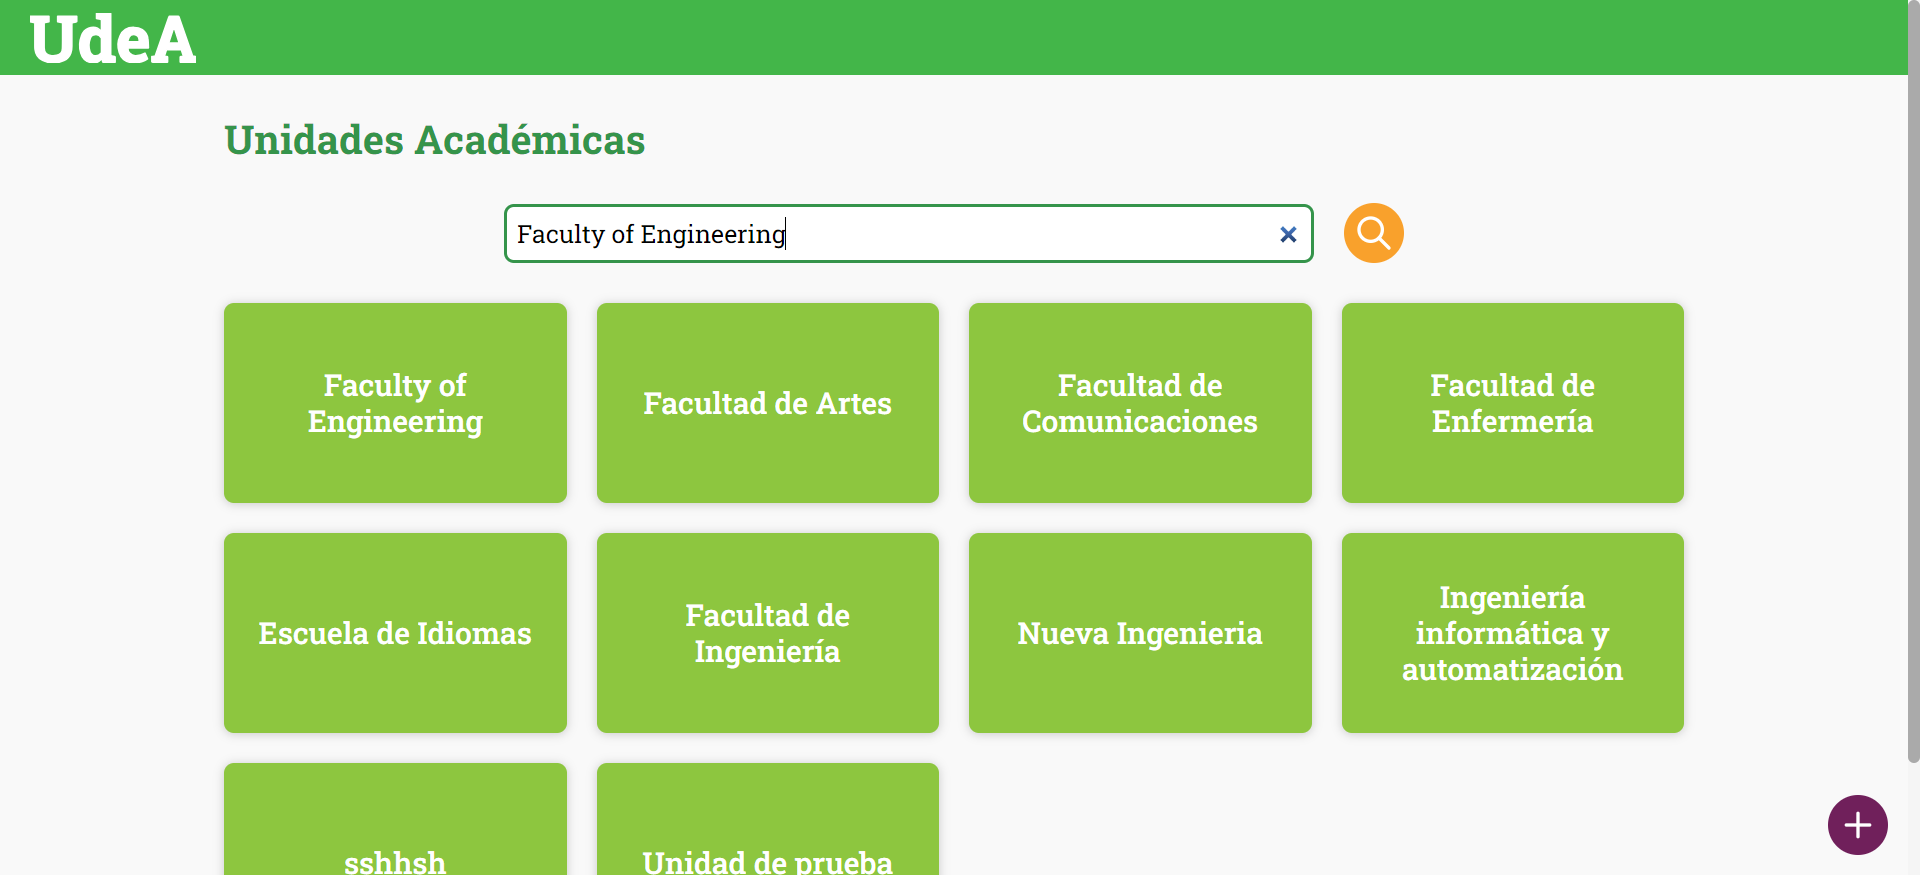 UdeA
Unidades Académicas
Faculty of Engineering
Faculty of
Engineering
Facultad de Artes
Facultad de
Comunicaciones
Facultad de
Enfermería
Escuela de Idiomas
Facultad de
Ingeniería
Nueva Ingenieria
Ingeniería
informática y
automatización
sshhsh
Unidad de prueba